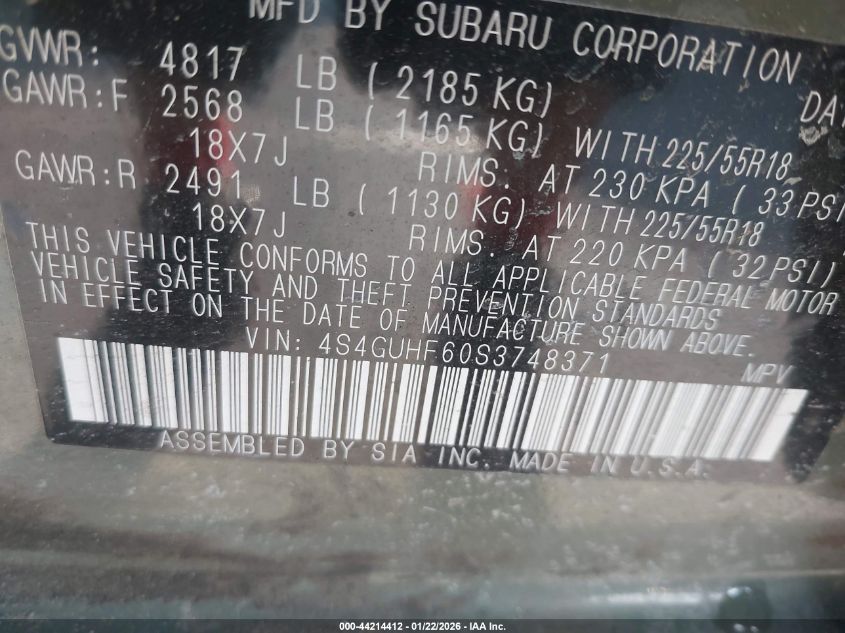 MFD BY SUBARU CORPORATION
GVWR: 4817 LB ( 2185 KG)
GAWR:F 2568 LB ( 1165 KG) WITH 225/55R18
18X7J RIMS. AT 230 KPA ( 33 PSI
GAWR:R 2491 LB ( 1130 KG) WITH 225/55R18
18X7J RIMS. AT 220 KPA ( 32 PSI)
THIS VEHICLE CONFORMS TO ALL APPLICABLE FEDERAL MOTOR
VEHICLE SAFETY AND THEFT PREVENTION STANDARDS
IN EFFECT ON THE DATE OF MANUFACTURE SHOWN ABOVE.
VIN: 4S4GUHF60S3748371 MPV
ASSEMBLED BY SIA INC. MADE IN U.S.A.
000-44214412 - 01/22/2026 - IAA Inc.